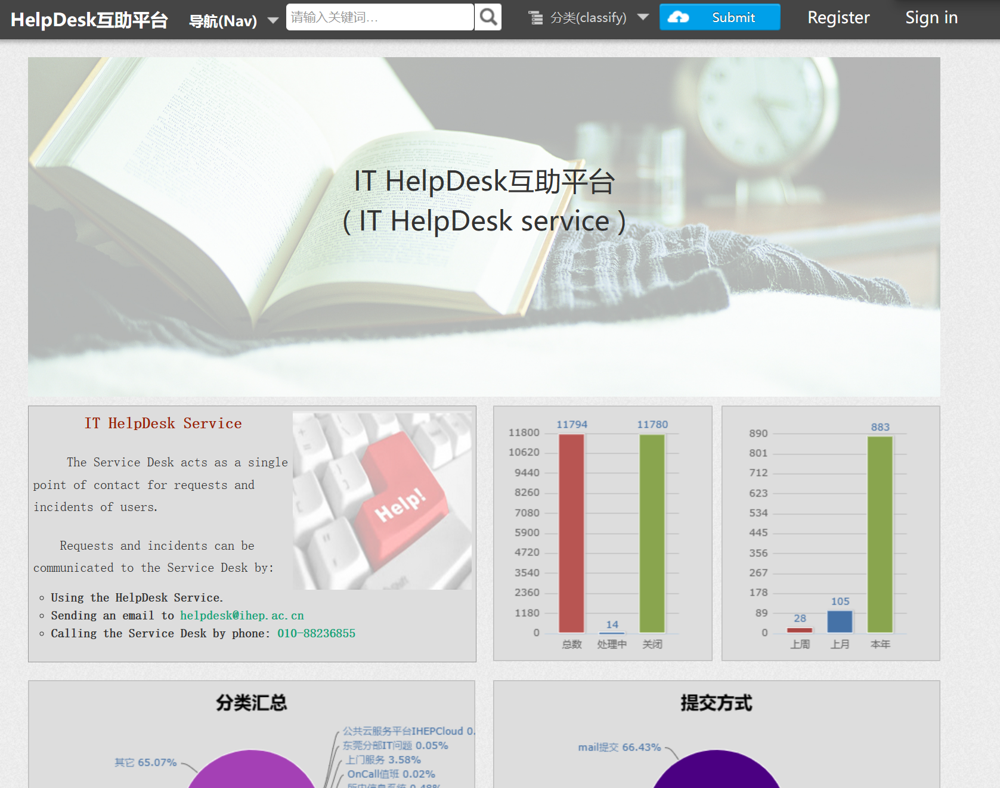 HelpDesk互助平台 导航(Nav) 请输入关键词... 分类(classify) Submit Register Sign in
IT HelpDesk互助平台
( IT HelpDesk service )
IT HelpDesk Service
The Service Desk acts as a single
point of contact for requests and
incidents of users.
Requests and incidents can be
communicated to the Service Desk by:
Using the HelpDesk Service.
Sending an email to helpdesk@ihep.ac.cn
Calling the Service Desk by phone: 010-88236855
Help!
Shift
11794 11780
11800
10620
9440
8260
7080
5900
4720
3540
2360
1180
14
0
总数 处理中 关闭
883
890
801
712
623
534
445
356
267
178
105
89
28
0
上周 上月 本年
分类汇总
公共云服务平台IHEPCloud 0.
东莞分部IT问题 0.05%
上门服务 3.58%
其它 65.07%
OnCall值班 0.02%
所内信息系统 0.48%
提交方式
mail提交 66.43%